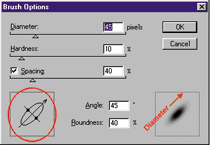 Brush Options
Diameter: 45 pixels
OK
Hardness: 10 %
Cancel
Spacing: 40 %
Angle: 45 °
Roundness: 40 %
Diameter